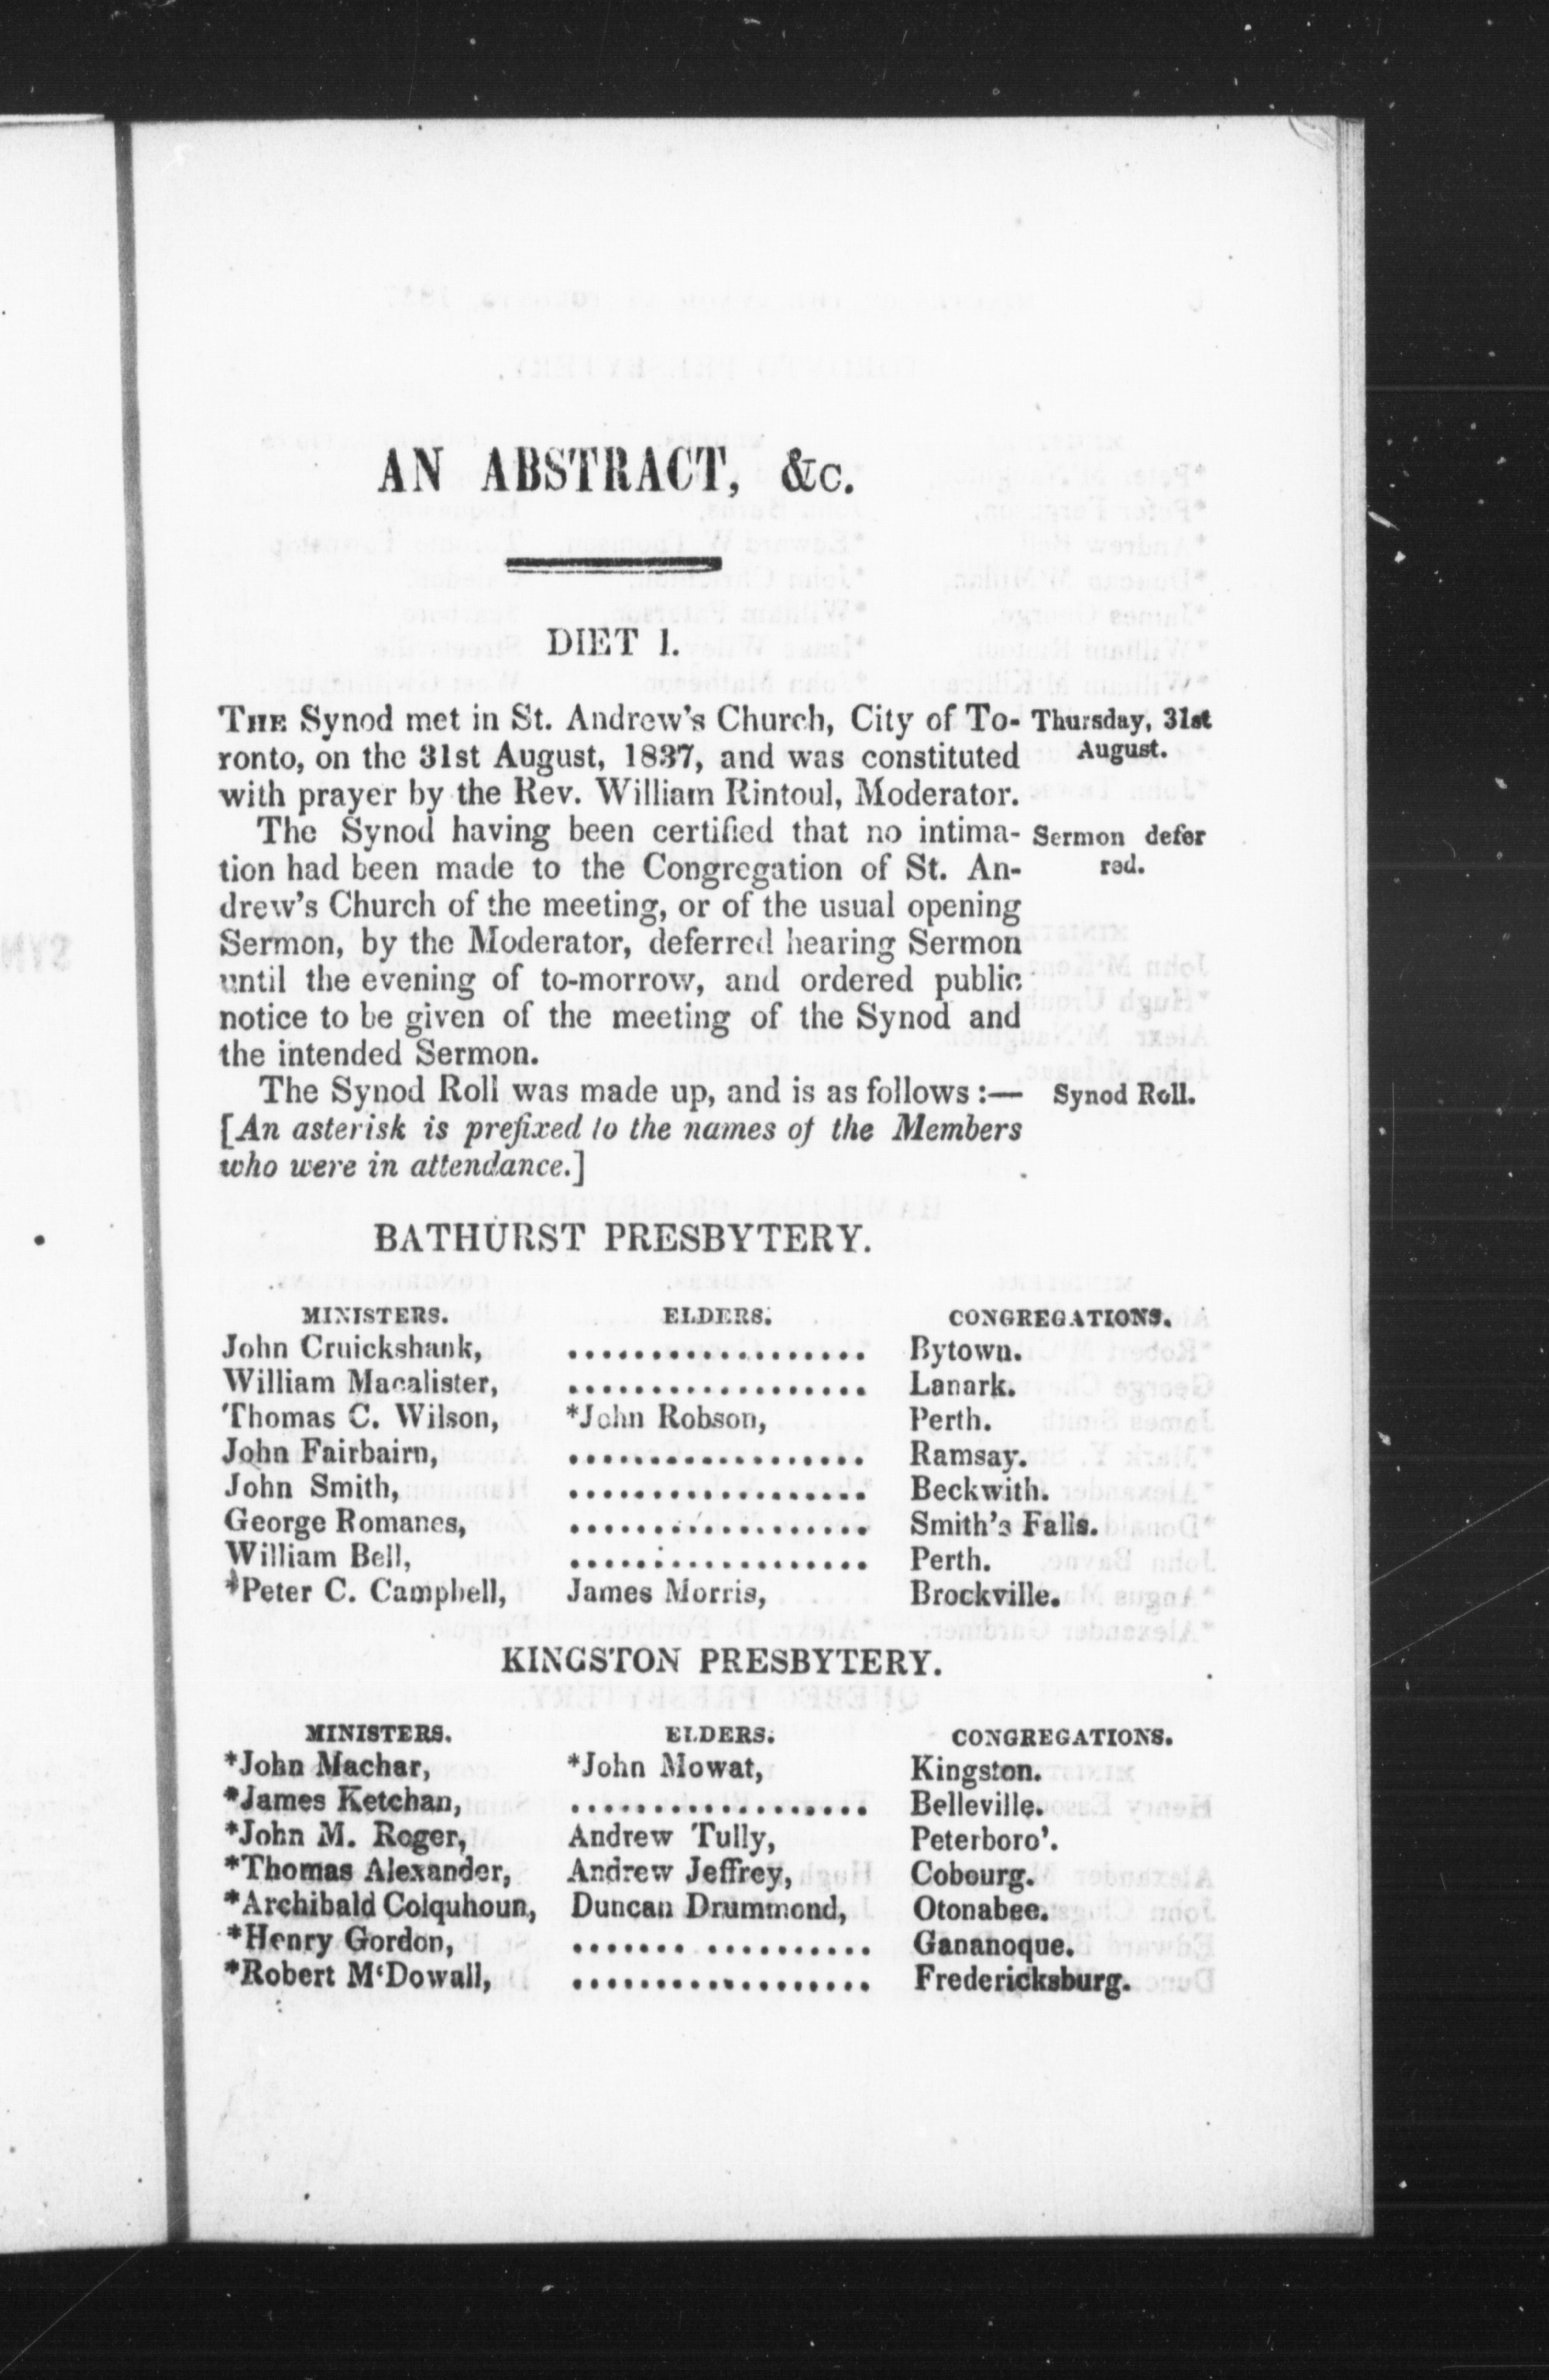 AN ABSTRACT, &c.
DIET 1.
THE Synod met in St. Andrew's Church, City of To-
ronto, on the 31st August, 1837, and was constituted
with prayer by the Rev. William Rintoul, Moderator.
Thursday, 31st
August.
The Synod having been certified that no intima-
tion had been made to the Congregation of St. An-
drew's Church of the meeting, or of the usual opening
Sermon, by the Moderator, deferred hearing Sermon
until the evening of to-morrow, and ordered public
notice to be given of the meeting of the Synod and
the intended Sermon.
Sermon defer
red.
The Synod Roll was made up, and is as follows :—
Synod Roll.
[An asterisk is prefixed to the names of the Members
who were in attendance.]
BATHURST PRESBYTERY.
MINISTERS. ELDERS. CONGREGATIONS.
John Cruickshank, .................. Bytown.
William Macalister, .................. Lanark.
Thomas C. Wilson, *John Robson, Perth.
John Fairbairn, .................. Ramsay.
John Smith, .................. Beckwith.
George Romanes, .................. Smith's Falls.
William Bell, .................. Perth.
*Peter C. Campbell, James Morris, Brockville.
KINGSTON PRESBYTERY.
MINISTERS. ELDERS. CONGREGATIONS.
*John Machar, *John Mowat, Kingston.
*James Ketchan, .................. Belleville.
*John M. Roger, Andrew Tully, Peterboro'.
*Thomas Alexander, Andrew Jeffrey, Cobourg.
*Archibald Colquhoun, Duncan Drummond, Otonabee.
*Henry Gordon, ....... .......... Gananoque.
*Robert M'Dowall, .................. Fredericksburg.